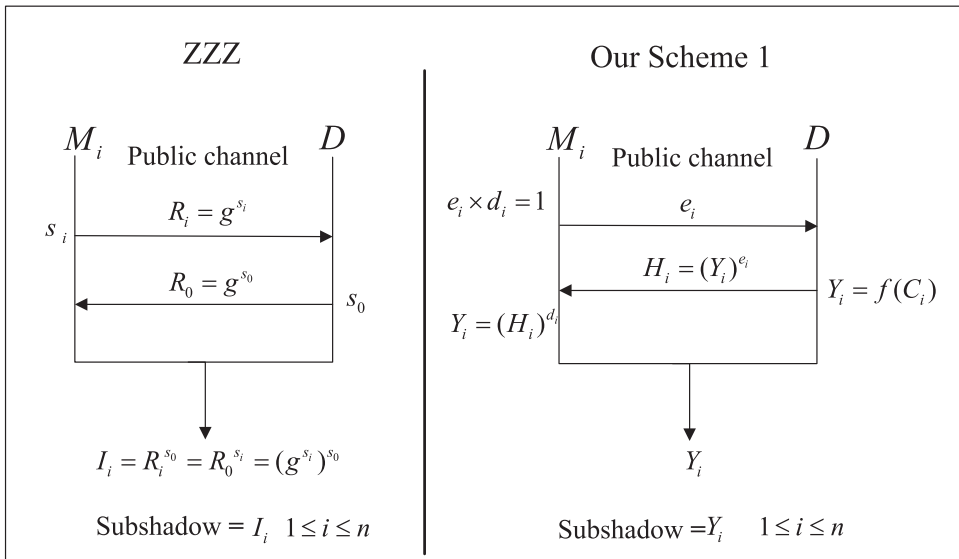 ZZZ
M_i Public channel D
R_i = g^{s_i}
s_i
R_0 = g^{s_0}
s_0
I_i = R_i^{s_0} = R_0^{s_i} = (g^{s_i})^{s_0}
Subshadow = I_i 1 ≤ i ≤ n
Our Scheme 1
M_i Public channel D
e_i × d_i = 1
e_i
H_i = (Y_i)^{e_i}
Y_i = f(C_i)
Y_i = (H_i)^{d_i}
Y_i
Subshadow = Y_i 1 ≤ i ≤ n